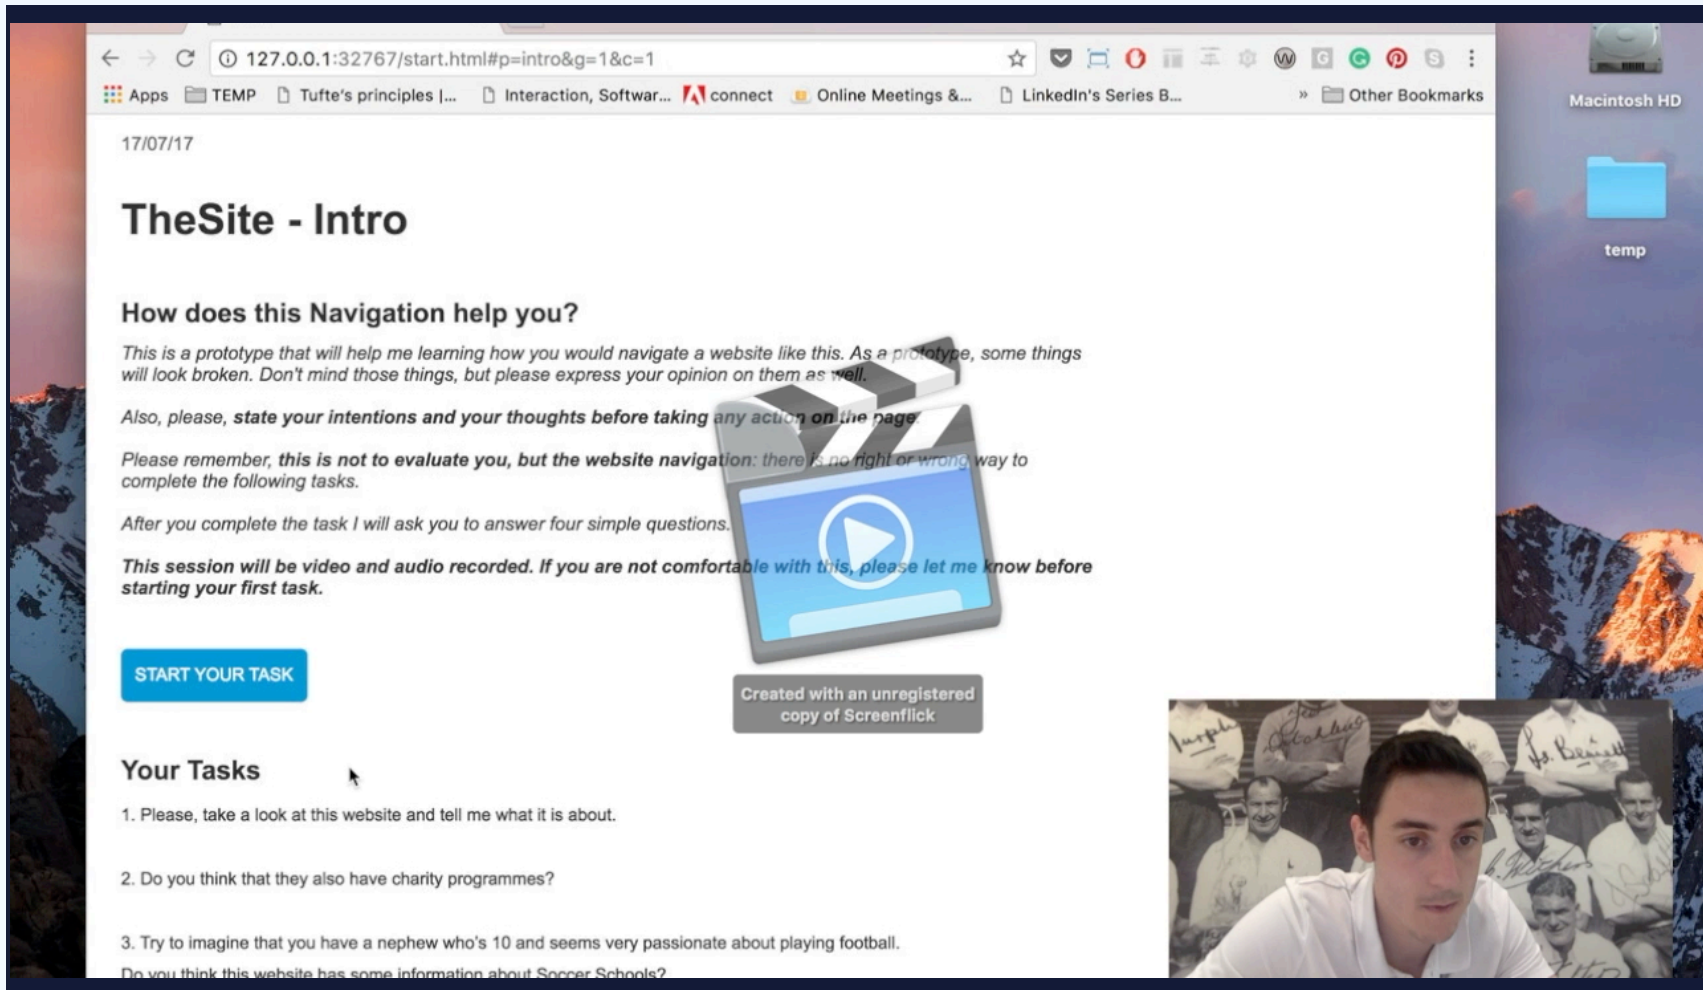 127.0.0.1:32767/start.html#p=intro&g=1&c=1
Apps TEMP Tufte's principles |... Interaction, Softwar... connect Online Meetings &... LinkedIn's Series B... » Other Bookmarks
Macintosh HD
temp
17/07/17
TheSite - Intro
How does this Navigation help you?
This is a prototype that will help me learning how you would navigate a website like this. As a prototype, some things
will look broken. Don't mind those things, but please express your opinion on them as well.
Also, please, state your intentions and your thoughts before taking any action on the page.
Please remember, this is not to evaluate you, but the website navigation: there is no right or wrong way to
complete the following tasks.
After you complete the task I will ask you to answer four simple questions.
This session will be video and audio recorded. If you are not comfortable with this, please let me know before
starting your first task.
START YOUR TASK
Created with an unregistered
copy of Screenflick
Your Tasks
1. Please, take a look at this website and tell me what it is about.
2. Do you think that they also have charity programmes?
3. Try to imagine that you have a nephew who's 10 and seems very passionate about playing football.
Do you think this website has some information about Soccer Schools?
Murphy
Js. Bennett